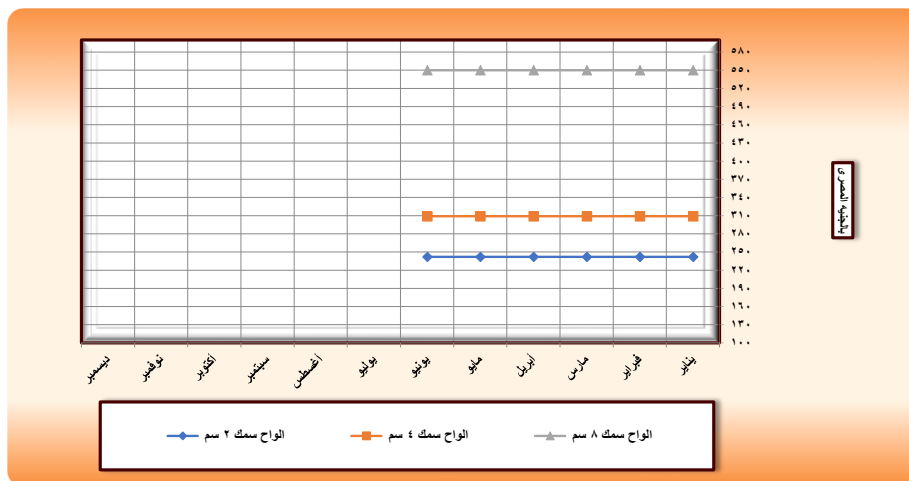 ٥٨٠
٥٥٠
٥٢٠
٤٩٠
٤٦٠
٤٣٠
٤٠٠
٣٧٠
٣٤٠
٣١٠
٢٨٠
٢٥٠
٢٢٠
١٩٠
١٦٠
١٣٠
١٠٠
بالجنيه المصرى
يناير
فبراير
مارس
أبريل
مايو
يونيو
يوليو
أغسطس
سبتمبر
أكتوبر
نوفمبر
ديسمبر
الواح سمك ٨ سم
الواح سمك ٤ سم
الواح سمك ٢ سم